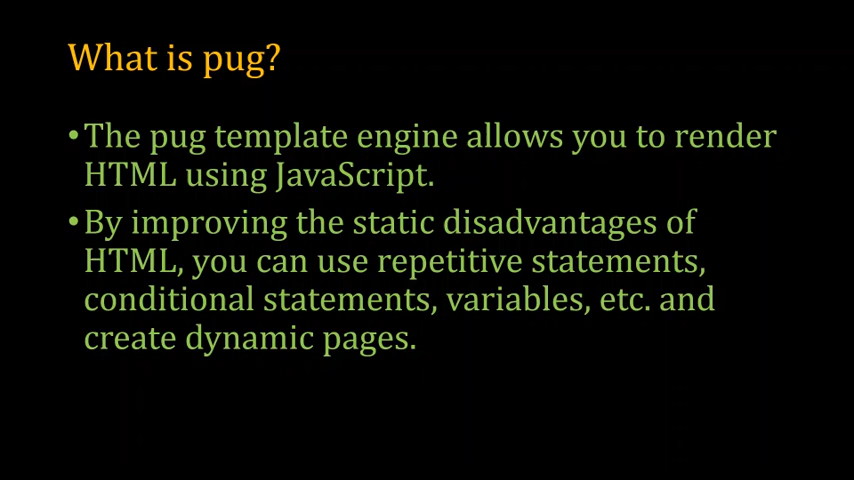 What is pug?
•The pug template engine allows you to render
HTML using JavaScript.
•By improving the static disadvantages of
HTML, you can use repetitive statements,
conditional statements, variables, etc. and
create dynamic pages.